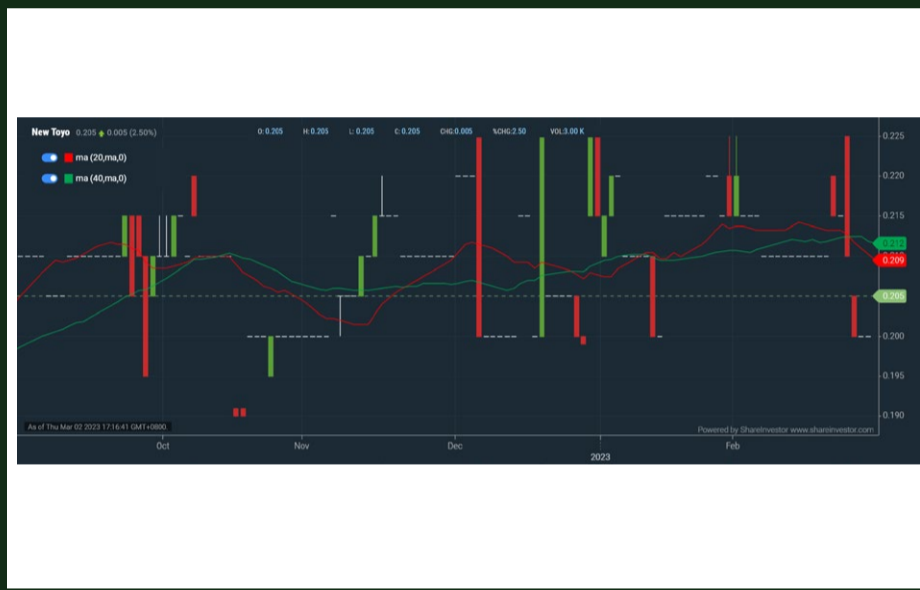 New Toyo 0.205 0.005 (2.50%) O: 0.205 H: 0.205 L: 0.205 C: 0.205 CHG:0.005 %CHG:2.50 VOL:3.00 K
ma (20,ma,0)
ma (40,ma,0)
0.225
0.220
0.215
0.212
0.209
0.205
0.200
0.195
0.190
As of Thu Mar 02 2023 17:16:41 GMT+0800
Powered by ShareInvestor www.shareinvestor.com
Oct Nov Dec Feb
2023